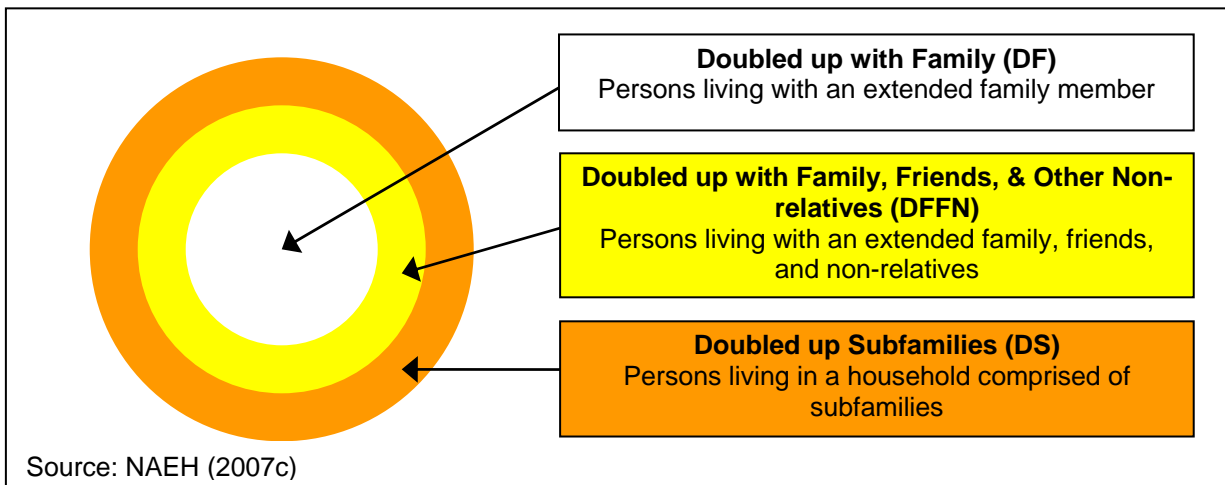 Doubled up with Family (DF)
Persons living with an extended family member
Doubled up with Family, Friends, & Other Non-
relatives (DFFN)
Persons living with an extended family, friends,
and non-relatives
Doubled up Subfamilies (DS)
Persons living in a household comprised of
subfamilies
Source: NAEH (2007c)